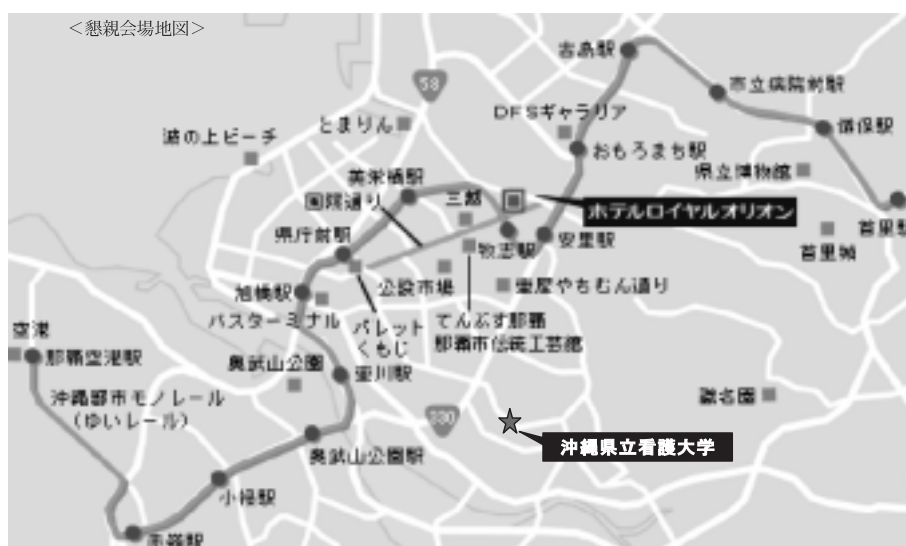 ＜懇親会場地図＞
古島駅
市立病院前駅
58
DFSギャラリア
とまりん
儀保駅
波の上ビーチ
おもろまち駅
県立博物館
美栄橋駅
国際通り
三越
ホテルロイヤルオリオン
首里駅
県庁前駅
牧志駅
安里駅
首里城
旭橋駅
公設市場
壷屋やちむん通り
バスターミナル
パレット
くもじ
てんぶす那覇
那覇市伝統工芸館
空港
那覇空港駅
奥武山公園
壷川駅
沖縄都市モノレール
（ゆいレール）
識名園
330
沖縄県立看護大学
奥武山公園駅
小禄駅
赤嶺駅